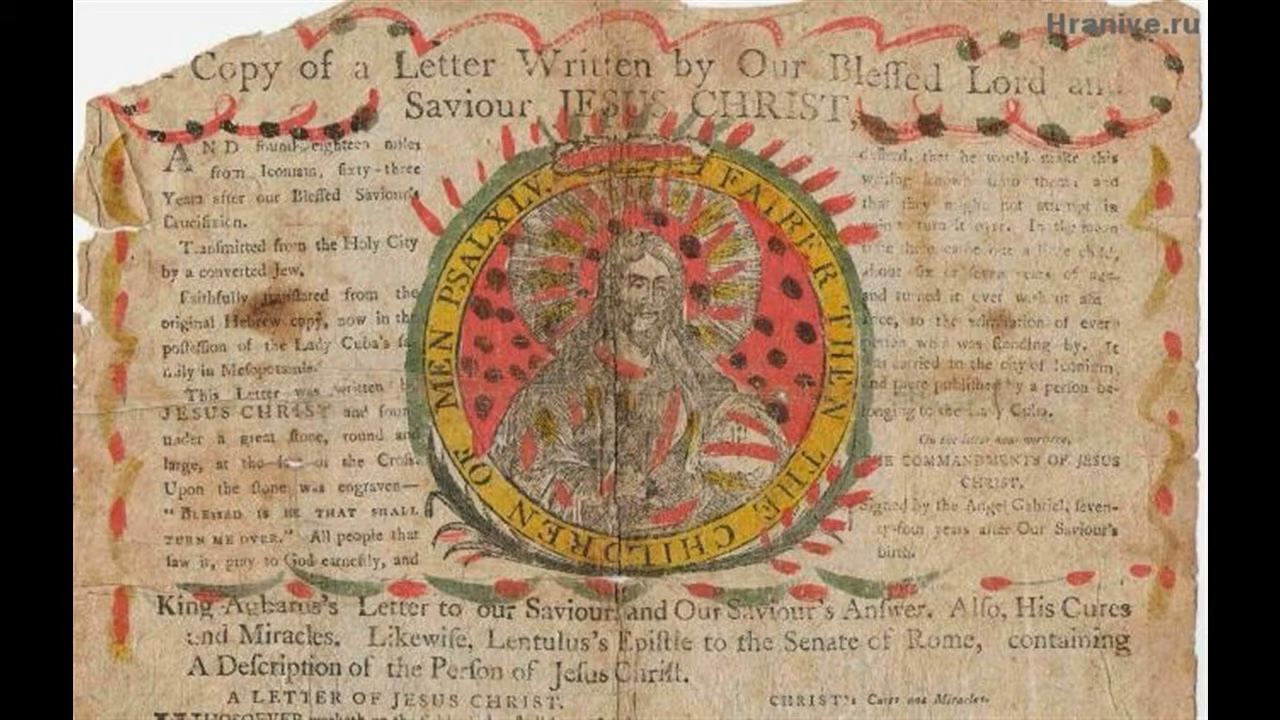 Hranive.ru
Copy of a Letter Written by Our Bleſſed Lord and
Saviour JESUS CHRIST,
AND found eighteen miles
from Iconium, ſixty-three
Years after our Bleſſed Saviour's
Crucifixion.
Tranſmitted from the Holy City
by a converted Jew.
Faithfully tranſlated from the
original Hebrew copy, now in the
poſſeſſion of the Lady Cuba's fa-
mily in Meſopotamia.
This Letter was written by
JESUS CHRIST and found
under a great ſtone, round and
large, at the foot of the Croſs.
Upon the ſtone was engraven—
"BLESSED IS HE THAT SHALL
TURN ME OVER." All people that
ſaw it, pray to God earneſtly, and
FAIRER THEN THE CHILDREN OF MEN PSALXLV.
deſired, that he would make this
writing known unto them; and
that they might not attempt in
turn it over. In the mean
time there came out a little child,
about ſix or ſeven years of age,
and turned it over without
to the admiration of every
perſon who was ſtanding by. It
was carried to the city of Iconium,
and there publiſhed by a person be-
longing to the Lady Cuba.
On the letter was written,
THE COMMANDMENTS OF JESUS
CHRIST,
Signed by the Angel Gabriel, ſeven-
ty-four years after Our Saviour's
birth.
King Agbarus's Letter to our Saviour, and Our Saviour's Anſwer. Alſo, His Cures
and Miracles. Likewiſe, Lentulus's Epiſtle to the Senate of Rome, containing
A Deſcription of the Perſon of Jeſus Chriſt.
A LETTER OF JESUS CHRIST.
CHRIST's Cures and Miracles.
WHOSOEVER worketh on the